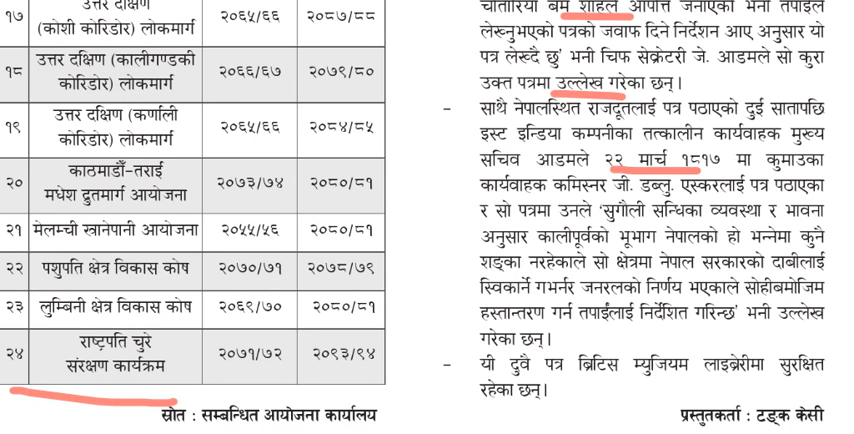 १७ उत्तर दक्षिण २०६५/६६ २०८७/८८
(कोशी कोरिडोर) लोकमार्ग
१८ उत्तर दक्षिण (कालीगण्डकी २०६६/६७ २०७९/८०
कोरिडोर) लोकमार्ग
१९ उत्तर दक्षिण (कर्णाली २०६५/६६ २०८४/८५
कोरिडोर) लोकमार्ग
२० काठमाडौँ-तराई २०७३/७४ २०८०/८१
मधेश द्रुतमार्ग आयोजना
२१ मेलम्ची खानेपानी आयोजना २०५५/५६ २०८०/८१
२२ पशुपति क्षेत्र विकास कोष २०७०/७१ २०७८/७९
२३ लुम्बिनी क्षेत्र विकास कोष २०६९/७० २०८०/८१
२४ राष्ट्रपति चुरे २०७१/७२ २०९३/९४
संरक्षण कार्यक्रम
स्रोत : सम्बन्धित आयोजना कार्यालय
चौतारिया बम शाहले आपत्ति जनाएको भनी तपाईंले
लेख्नुभएको पत्रको जवाफ दिने निर्देशन आए अनुसार यो
पत्र लेख्दै छु' भनी चिफ सेक्रेटरी जे. आडमले सो कुरा
उक्त पत्रमा उल्लेख गरेका छन्।
- साथै नेपालस्थित राजदूतलाई पत्र पठाएको दुई सातापछि
इस्ट इन्डिया कम्पनीका तत्कालीन कार्यवाहक मुख्य
सचिव आडमले २२ मार्च १८१७ मा कुमाउका
कार्यवाहक कमिस्नर जी. डब्लु. एस्करलाई पत्र पठाएका
र सो पत्रमा उनले 'सुगौली सन्धिका व्यवस्था र भावना
अनुसार कालीपूर्वको भूभाग नेपालको हो भन्नेमा कुनै
शङ्का नरहेकाले सो क्षेत्रमा नेपाल सरकारको दाबीलाई
स्विकार्ने गभर्नर जनरलको निर्णय भएकाले सोहीबमोजिम
हस्तान्तरण गर्न तपाईंलाई निर्देशित गरिन्छ' भनी उल्लेख
गरेका छन्।
- यी दुवै पत्र ब्रिटिस म्युजियम लाइब्रेरीमा सुरक्षित
रहेका छन्।
प्रस्तुतकर्ता : टङ्क केसी